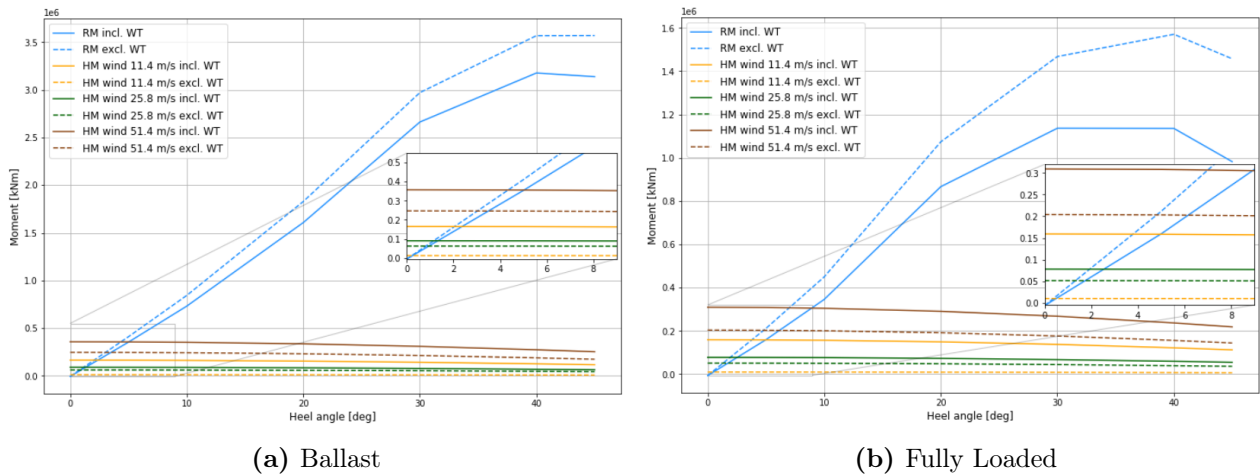 1e6
3.5
3.0
2.5
2.0
1.5
1.0
0.5
0.0
Moment [kNm]
RM incl. WT
RM excl. WT
HM wind 11.4 m/s incl. WT
HM wind 11.4 m/s excl. WT
HM wind 25.8 m/s incl. WT
HM wind 25.8 m/s excl. WT
HM wind 51.4 m/s incl. WT
HM wind 51.4 m/s excl. WT
0.5
0.4
0.3
0.2
0.1
0.0
0 2 4 6 8
0 10 20 30 40
Heel angle [deg]
(a) Ballast
1e6
1.6
1.4
1.2
1.0
0.8
0.6
0.4
0.2
0.0
Moment [kNm]
RM incl. WT
RM excl. WT
HM wind 11.4 m/s incl. WT
HM wind 11.4 m/s excl. WT
HM wind 25.8 m/s incl. WT
HM wind 25.8 m/s excl. WT
HM wind 51.4 m/s incl. WT
HM wind 51.4 m/s excl. WT
0.3
0.25
0.2
0.15
0.1
0.05
0.0
0 2 4 6 8
0 10 20 30 40
Heel angle [deg]
(b) Fully Loaded